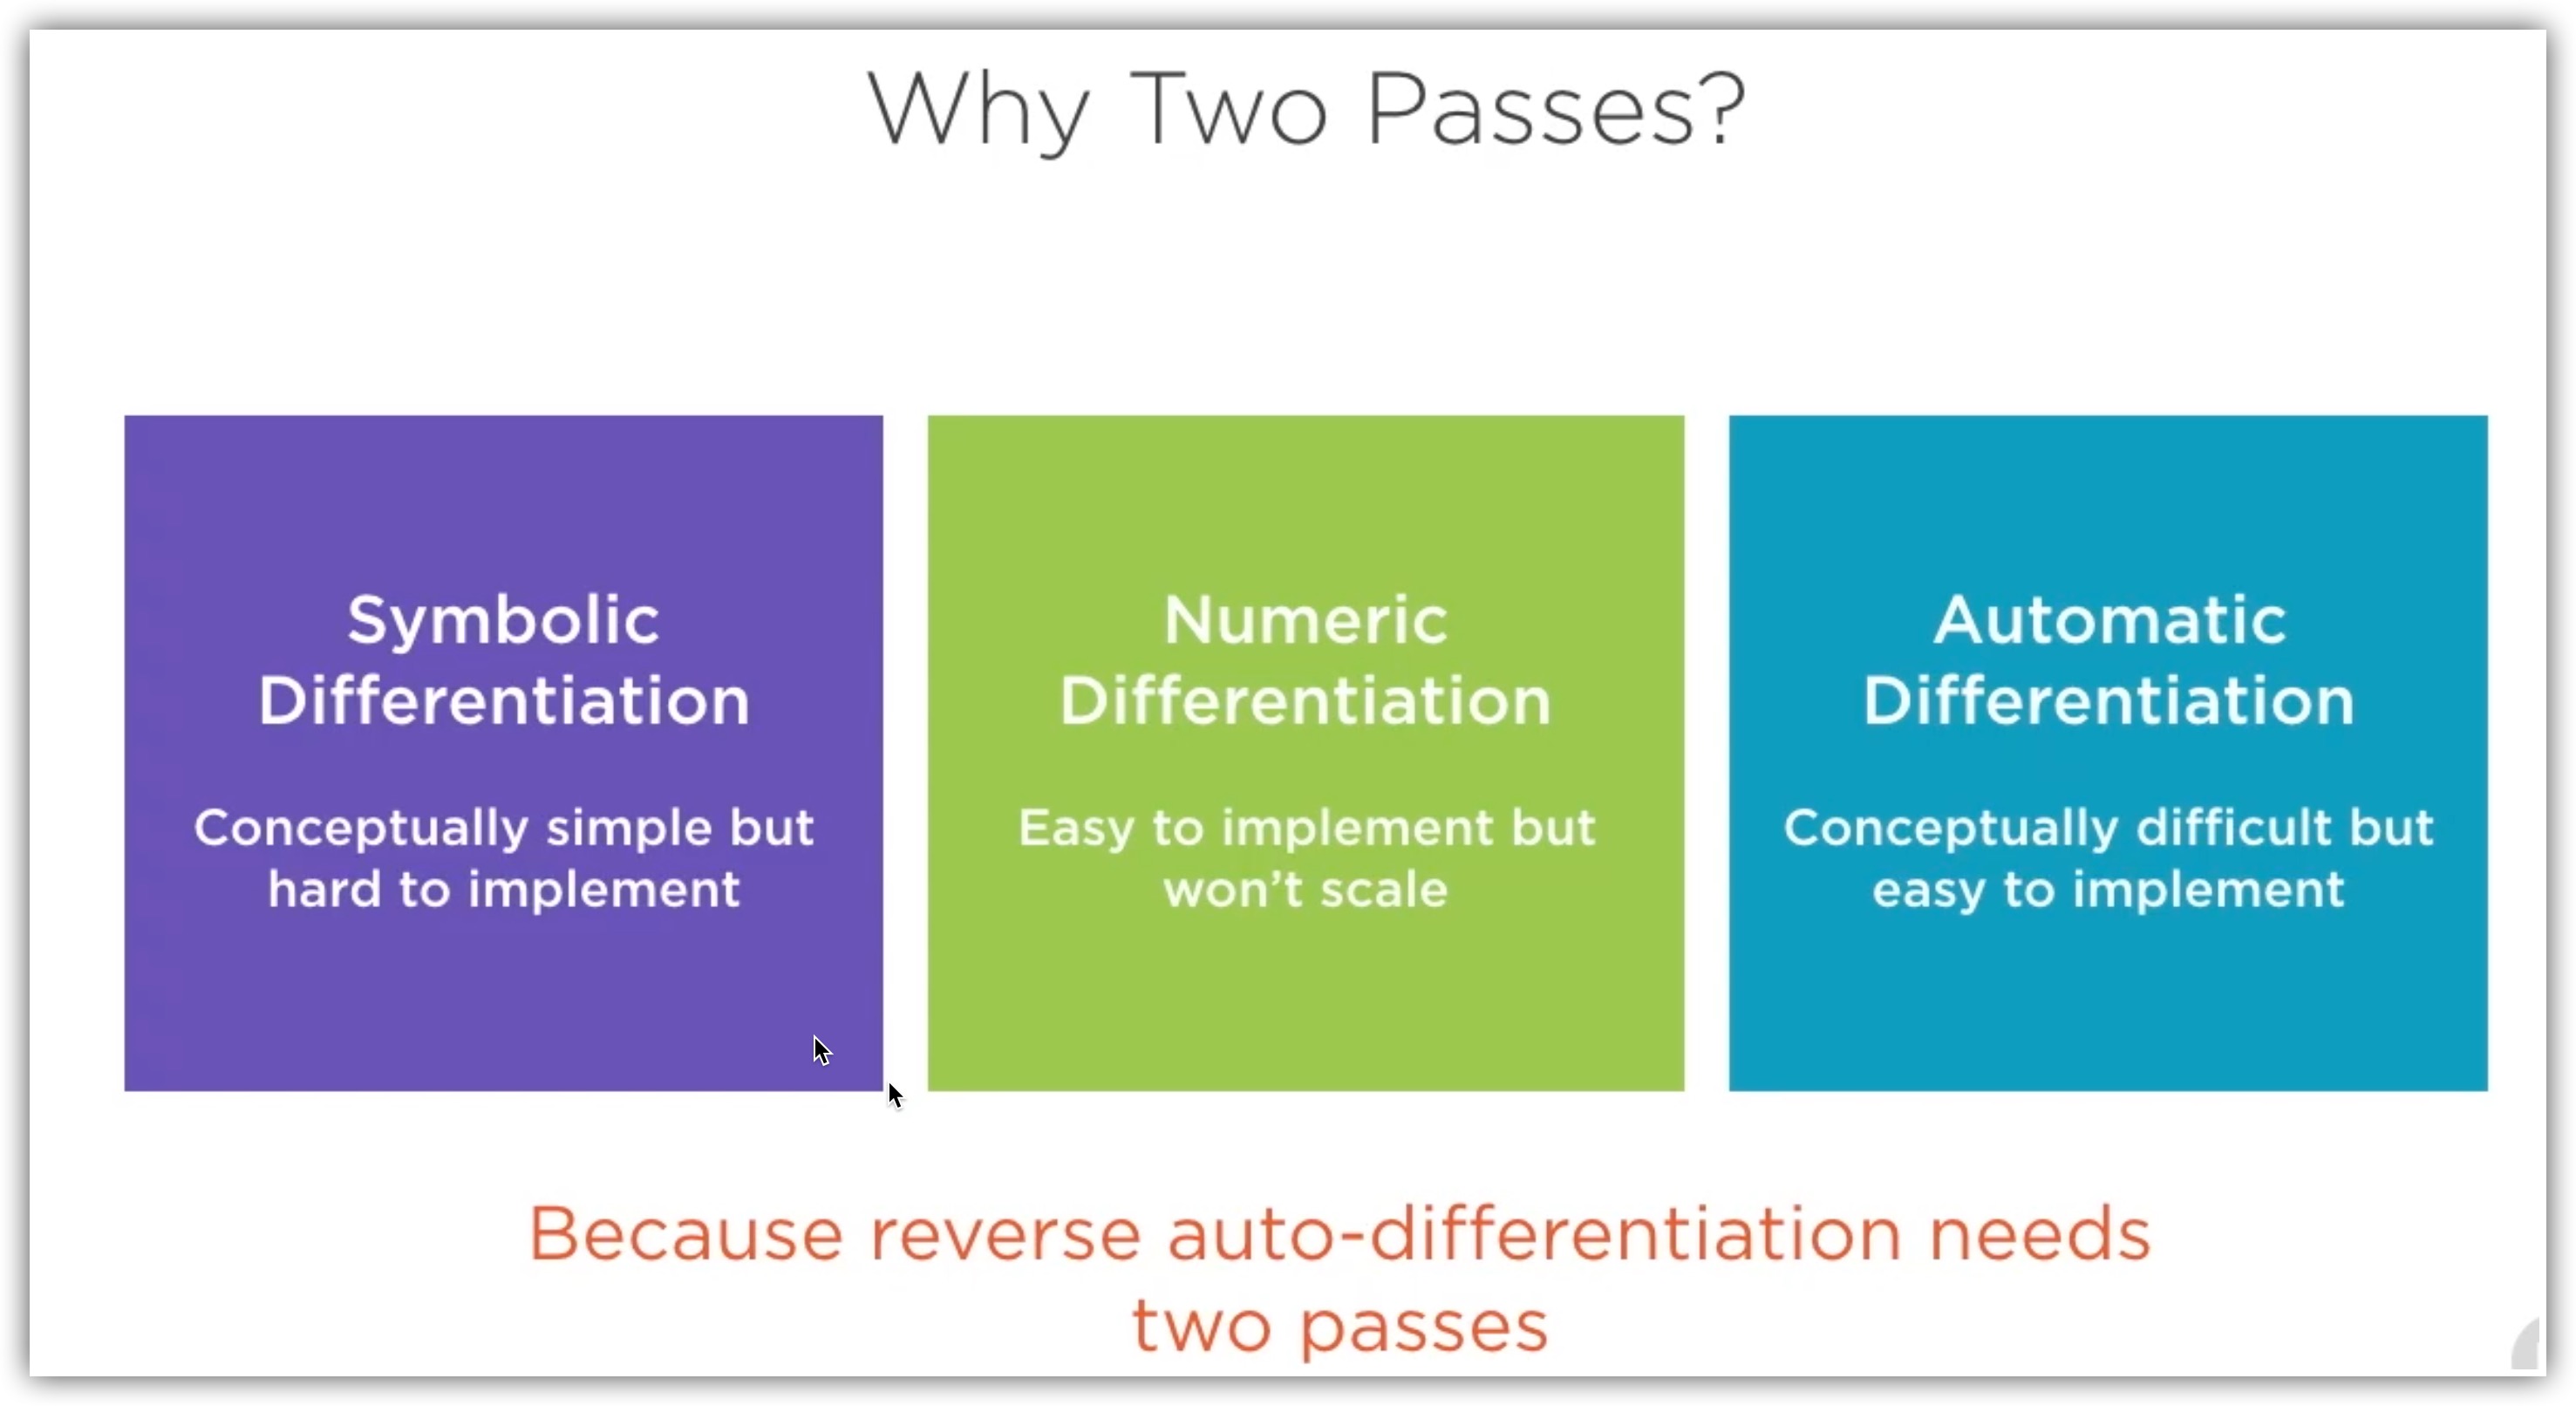 Why Two Passes?
Symbolic
Differentiation
Conceptually simple but
hard to implement
Numeric
Differentiation
Easy to implement but
won’t scale
Automatic
Differentiation
Conceptually difficult but
easy to implement
Because reverse auto-differentiation needs
two passes